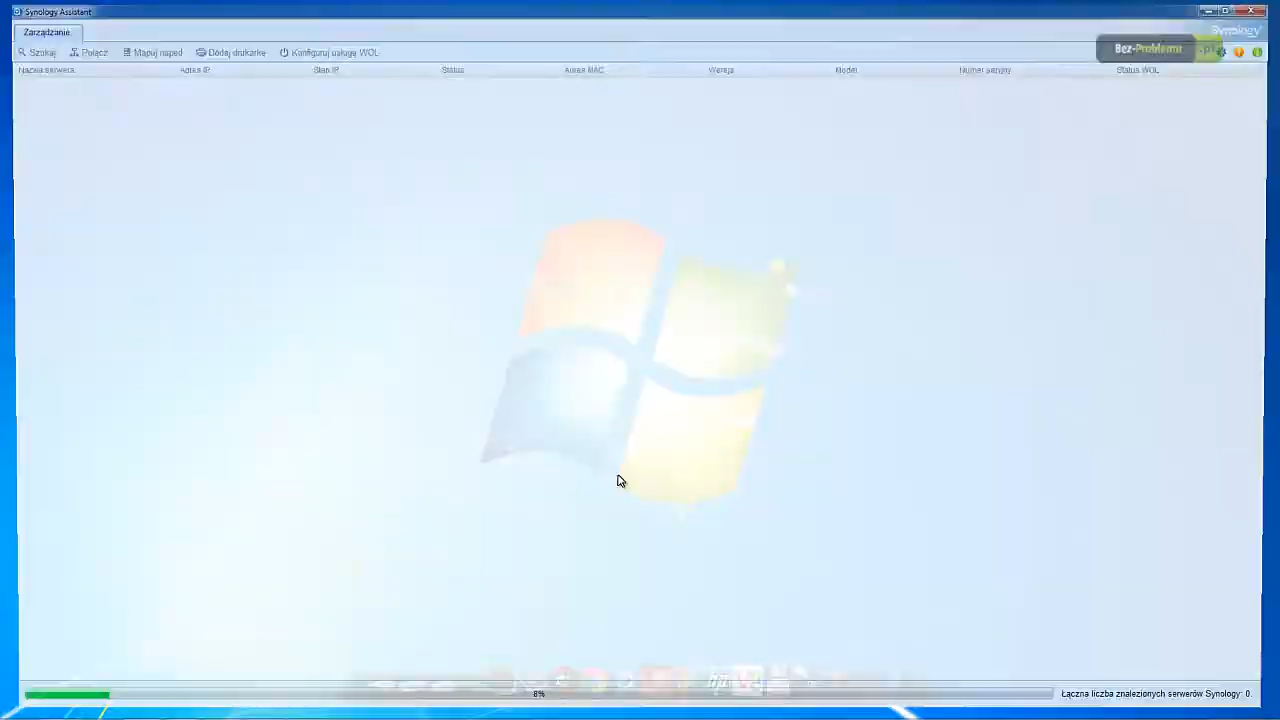 Synology Assistant
Zarządzanie
Synology
Szukaj Połącz Mapuj napęd Dodaj drukarkę Konfiguruj usługę WOL
Bez-Problemu.pl
Nazwa serwera Adres IP Stan IP Status Adres MAC Wersja Model Numer seryjny Status WOL
8% Łączna liczba znalezionych serwerów Synology: 0.